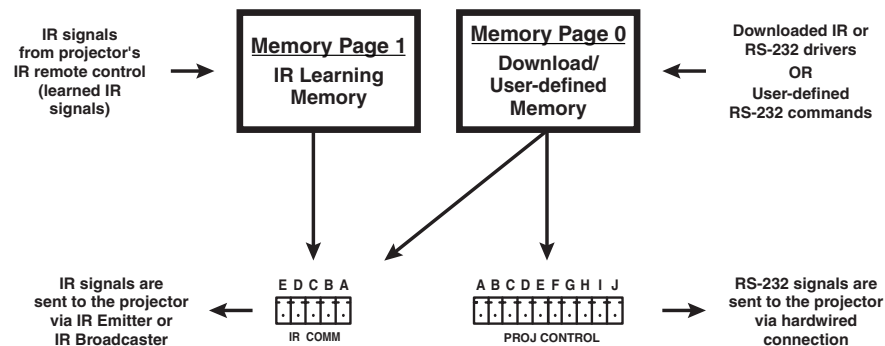 IR signals
from projector's
IR remote control
(learned IR
signals)
Memory Page 1
IR Learning
Memory
Memory Page 0
Download/
User-defined
Memory
Downloaded IR or
RS-232 drivers
OR
User-defined
RS-232 commands
IR signals are
sent to the projector
via IR Emitter or
IR Broadcaster
E D C B A
IR COMM
A B C D E F G H I J
PROJ CONTROL
RS-232 signals are
sent to the projector
via hardwired
connection